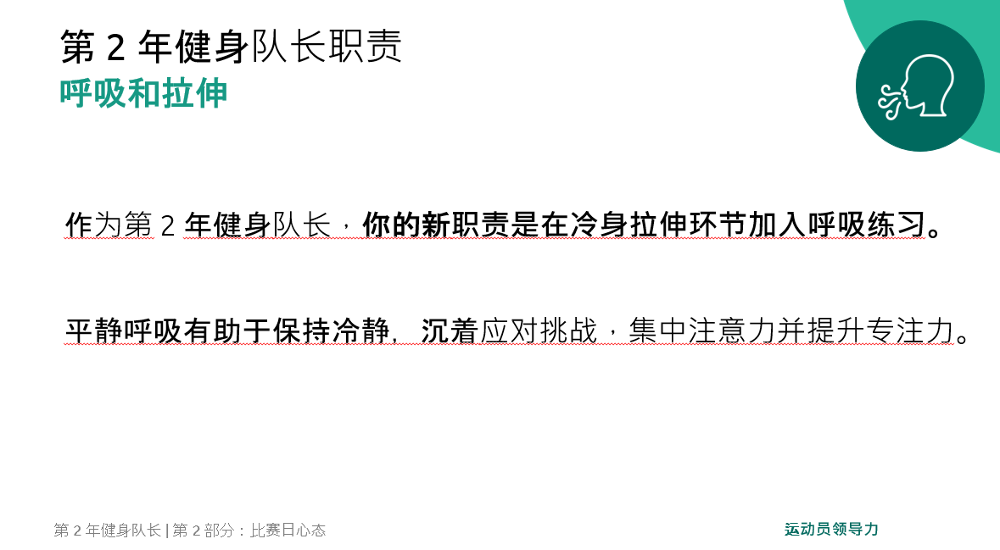 第 2 年健身队长职责
呼吸和拉伸
作为第 2 年健身队长，你的新职责是在冷身拉伸环节加入呼吸练习。
平静呼吸有助于保持冷静，沉着应对挑战，集中注意力并提升专注力。
第 2 年健身队长 | 第 2 部分：比赛日心态
运动员领导力